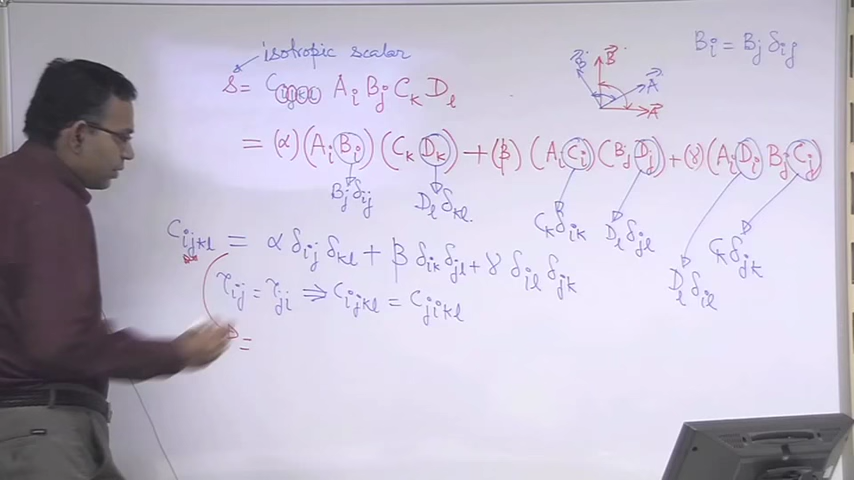 isotropic scalar
B_i = B_j δ_ij
B⃗ B⃗ A⃗ A⃗
S = C_ijkl A_i B_j C_k D_l
= (α)(A_i B_i)(C_k D_k) + (β)(A_i C_i)(B_j D_j) + (γ)(A_i D_i B_j C_j)
B_j δ_ij D_l δ_kl C_k δ_ik D_l δ_jl D_l δ_il C_k δ_jk
C_ijkl = α δ_ij δ_kl + β δ_ik δ_jl + γ δ_il δ_jk
τ_ij = τ_ji ⇒ C_ijkl = C_jikl
=